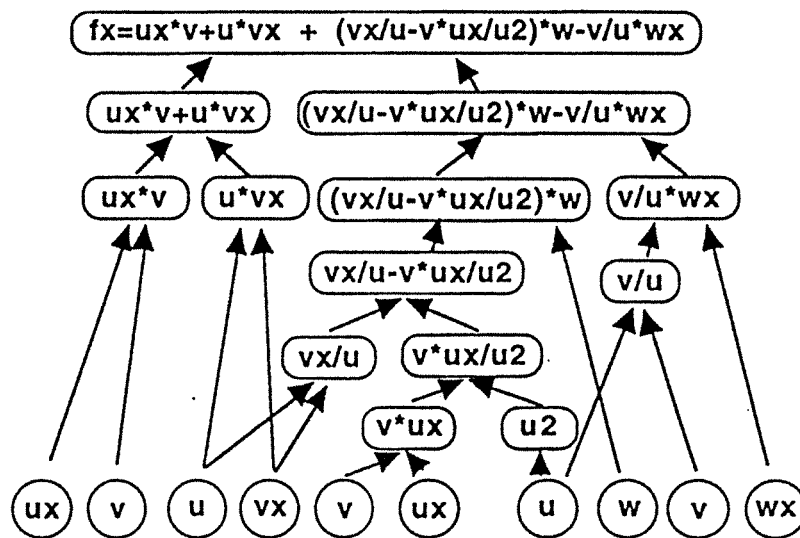 fx=ux*v+u*vx + (vx/u-v*ux/u2)*w-v/u*wx
ux*v+u*vx
(vx/u-v*ux/u2)*w-v/u*wx
ux*v
u*vx
(vx/u-v*ux/u2)*w
v/u*wx
vx/u-v*ux/u2
v/u
vx/u
v*ux/u2
v*ux
u2
ux
v
u
vx
v
ux
u
w
v
wx